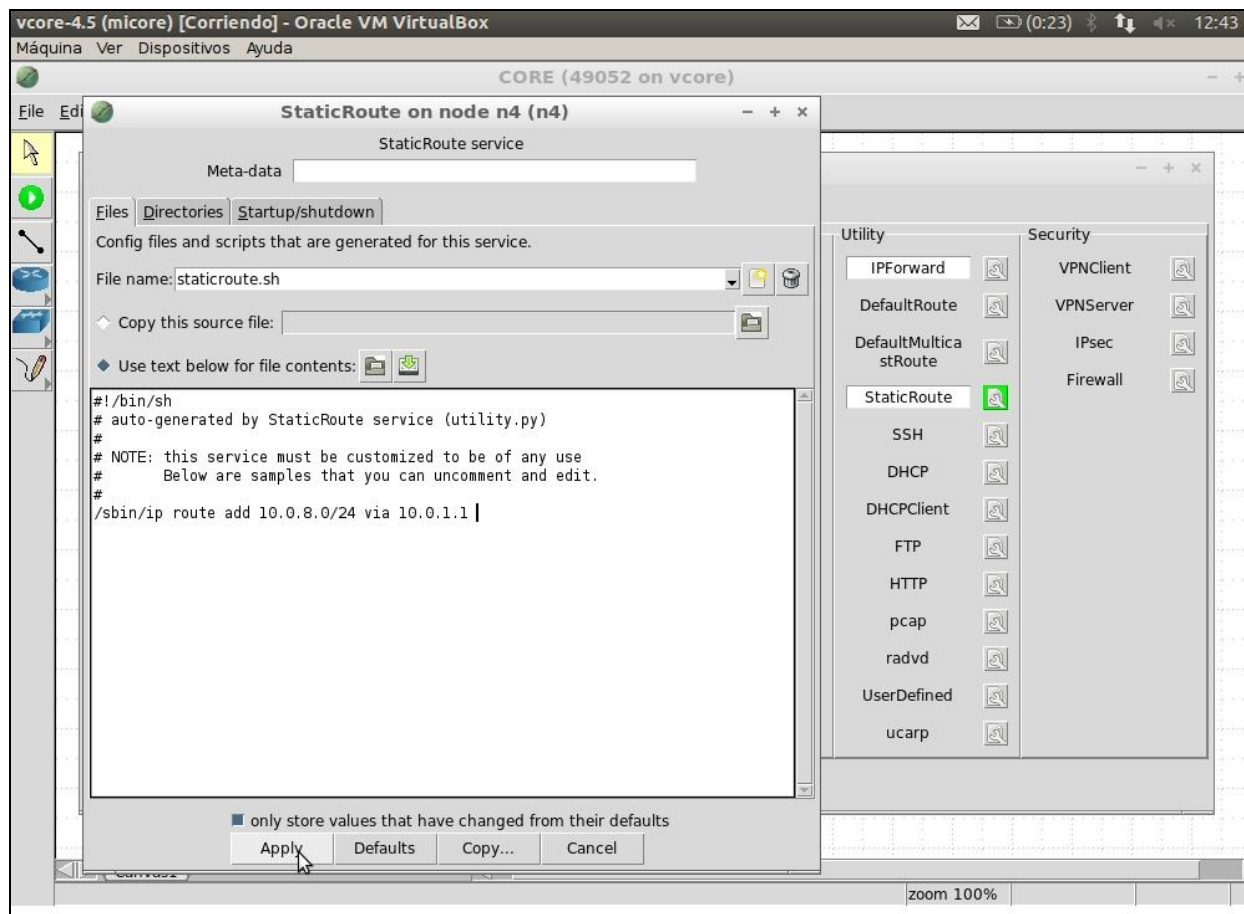 vcore-4.5 (micore) [Corriendo] - Oracle VM VirtualBox (0:23) 12:43
Máquina Ver Dispositivos Ayuda
CORE (49052 on vcore)
File Edi
StaticRoute on node n4 (n4)
StaticRoute service
Meta-data
Files Directories Startup/shutdown
Config files and scripts that are generated for this service.
File name: staticroute.sh
Copy this source file:
Use text below for file contents:
#!/bin/sh
# auto-generated by StaticRoute service (utility.py)
#
# NOTE: this service must be customized to be of any use
#       Below are samples that you can uncomment and edit.
#
/sbin/ip route add 10.0.8.0/24 via 10.0.1.1
only store values that have changed from their defaults
Apply Defaults Copy... Cancel
Utility
IPForward
DefaultRoute
DefaultMultica
stRoute
StaticRoute
SSH
DHCP
DHCPClient
FTP
HTTP
pcap
radvd
UserDefined
ucarp
Security
VPNClient
VPNServer
IPsec
Firewall
Canvas1
zoom 100%